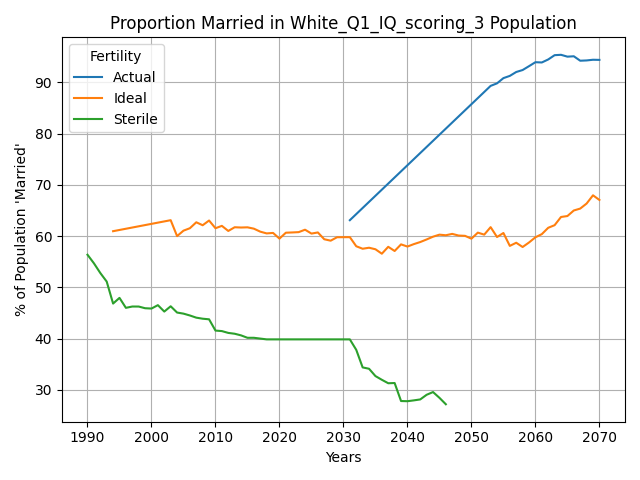 Proportion Married in White_Q1_IQ_scoring_3 Population
Fertility
Actual
Ideal
Sterile
% of Population 'Married'
90
80
70
60
50
40
30
1990 2000 2010 2020 2030 2040 2050 2060 2070
Years